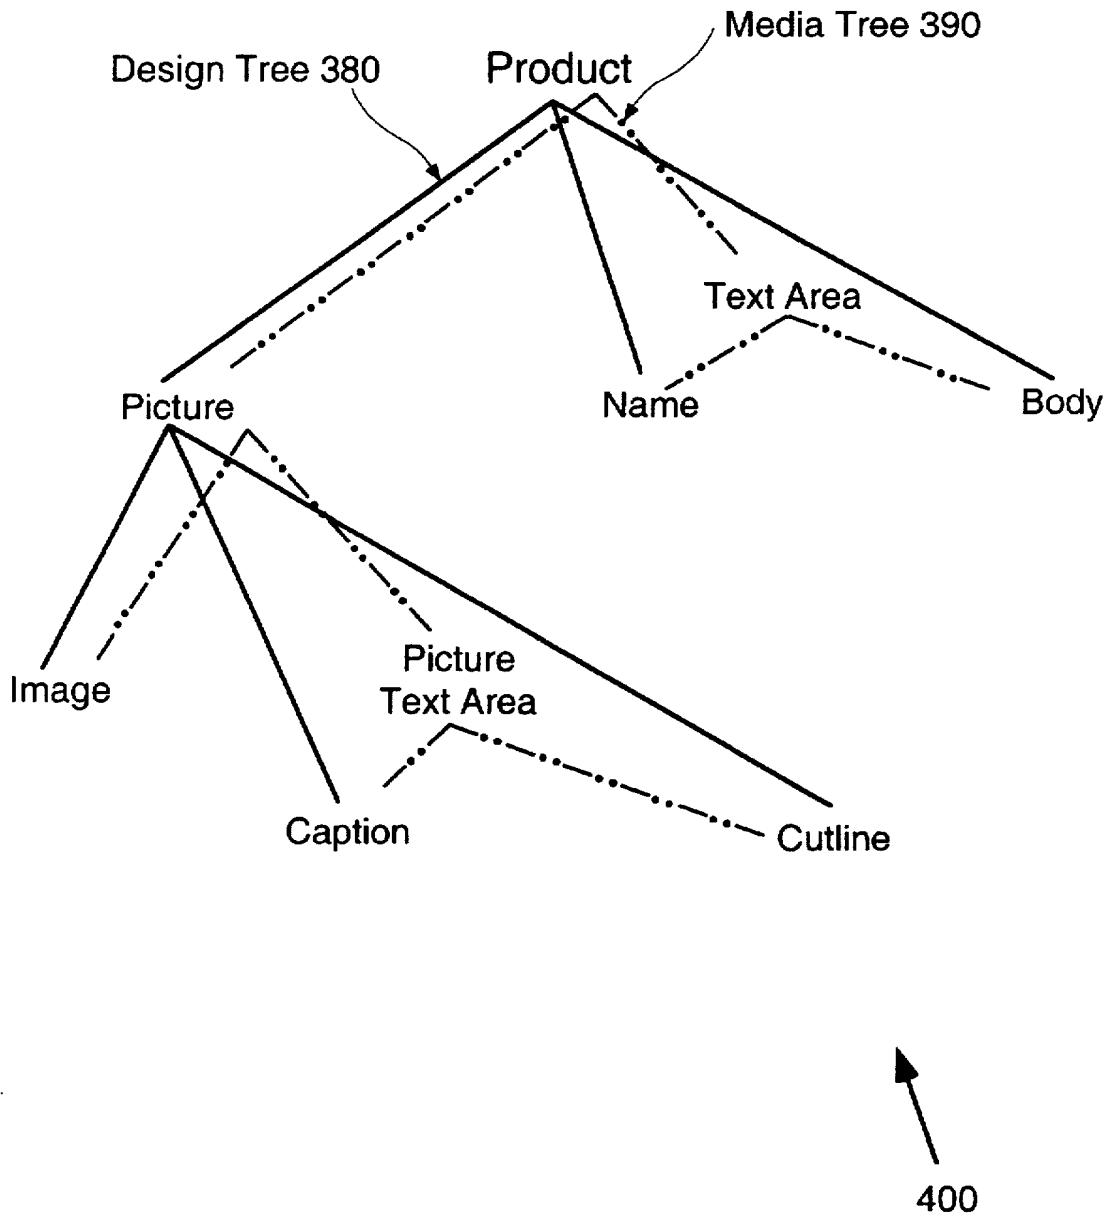 Media Tree 390
Design Tree 380
Product
Text Area
Picture
Name
Body
Picture
Text Area
Image
Caption
Cutline
400